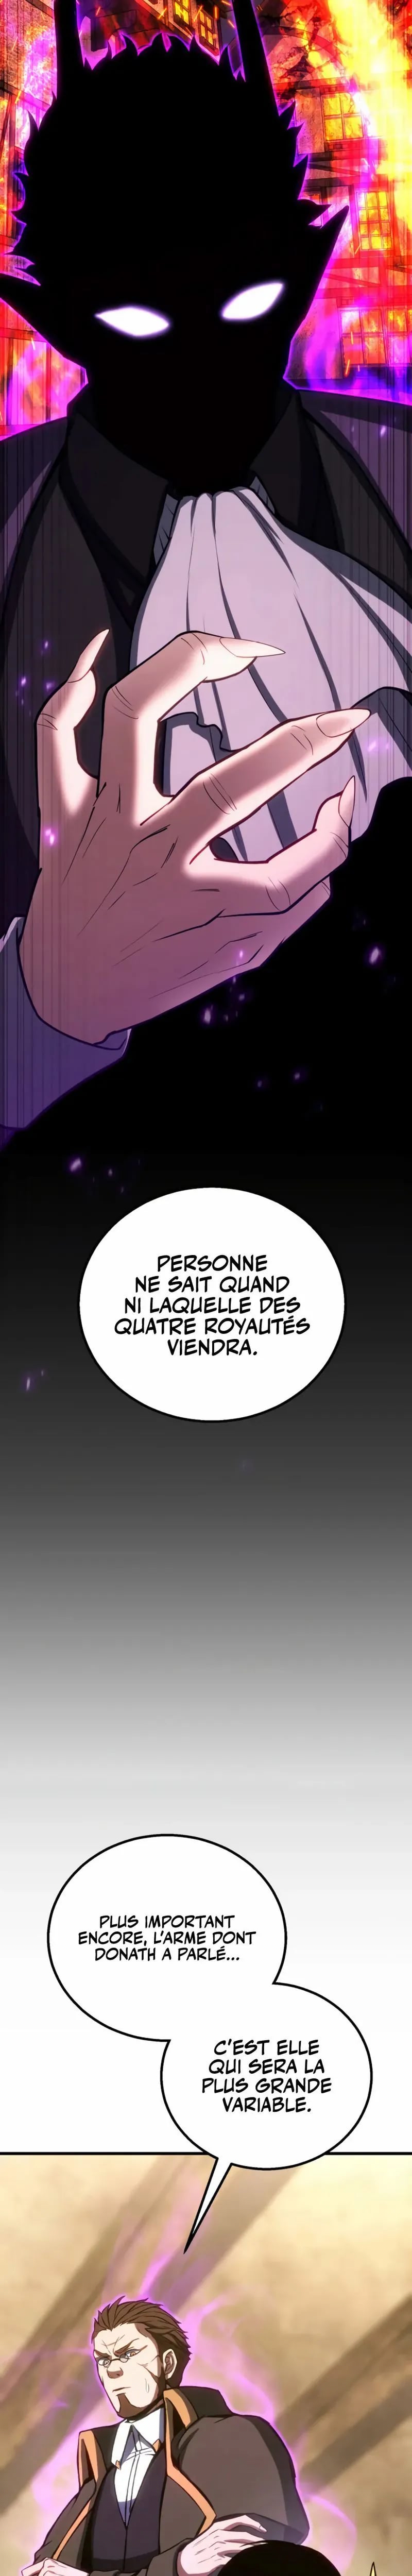 PERSONNE
NE SAIT QUAND
NI LAQUELLE DES
QUATRE ROYAUTÉS
VIENDRA.
PLUS IMPORTANT
ENCORE, L'ARME DONT
DONATH A PARLÉ...
C'EST ELLE
QUI SERA LA
PLUS GRANDE
VARIABLE.